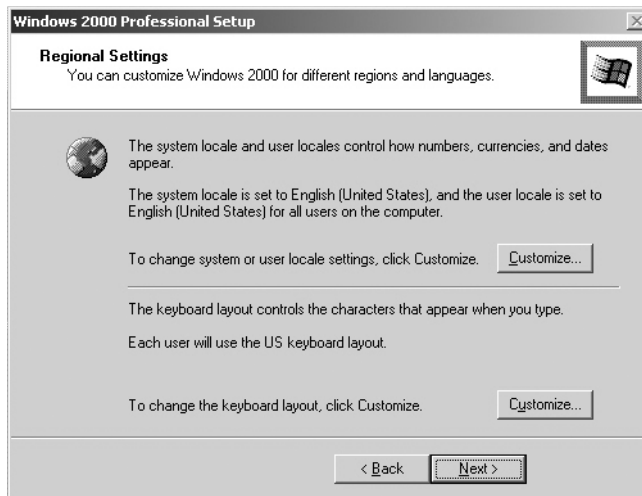 Windows 2000 Professional Setup
Regional Settings
You can customize Windows 2000 for different regions and languages.
The system locale and user locales control how numbers, currencies, and dates
appear.
The system locale is set to English (United States), and the user locale is set to
English (United States) for all users on the computer.
To change system or user locale settings, click Customize.
Customize...
The keyboard layout controls the characters that appear when you type.
Each user will use the US keyboard layout.
To change the keyboard layout, click Customize.
Customize...
< Back
Next >